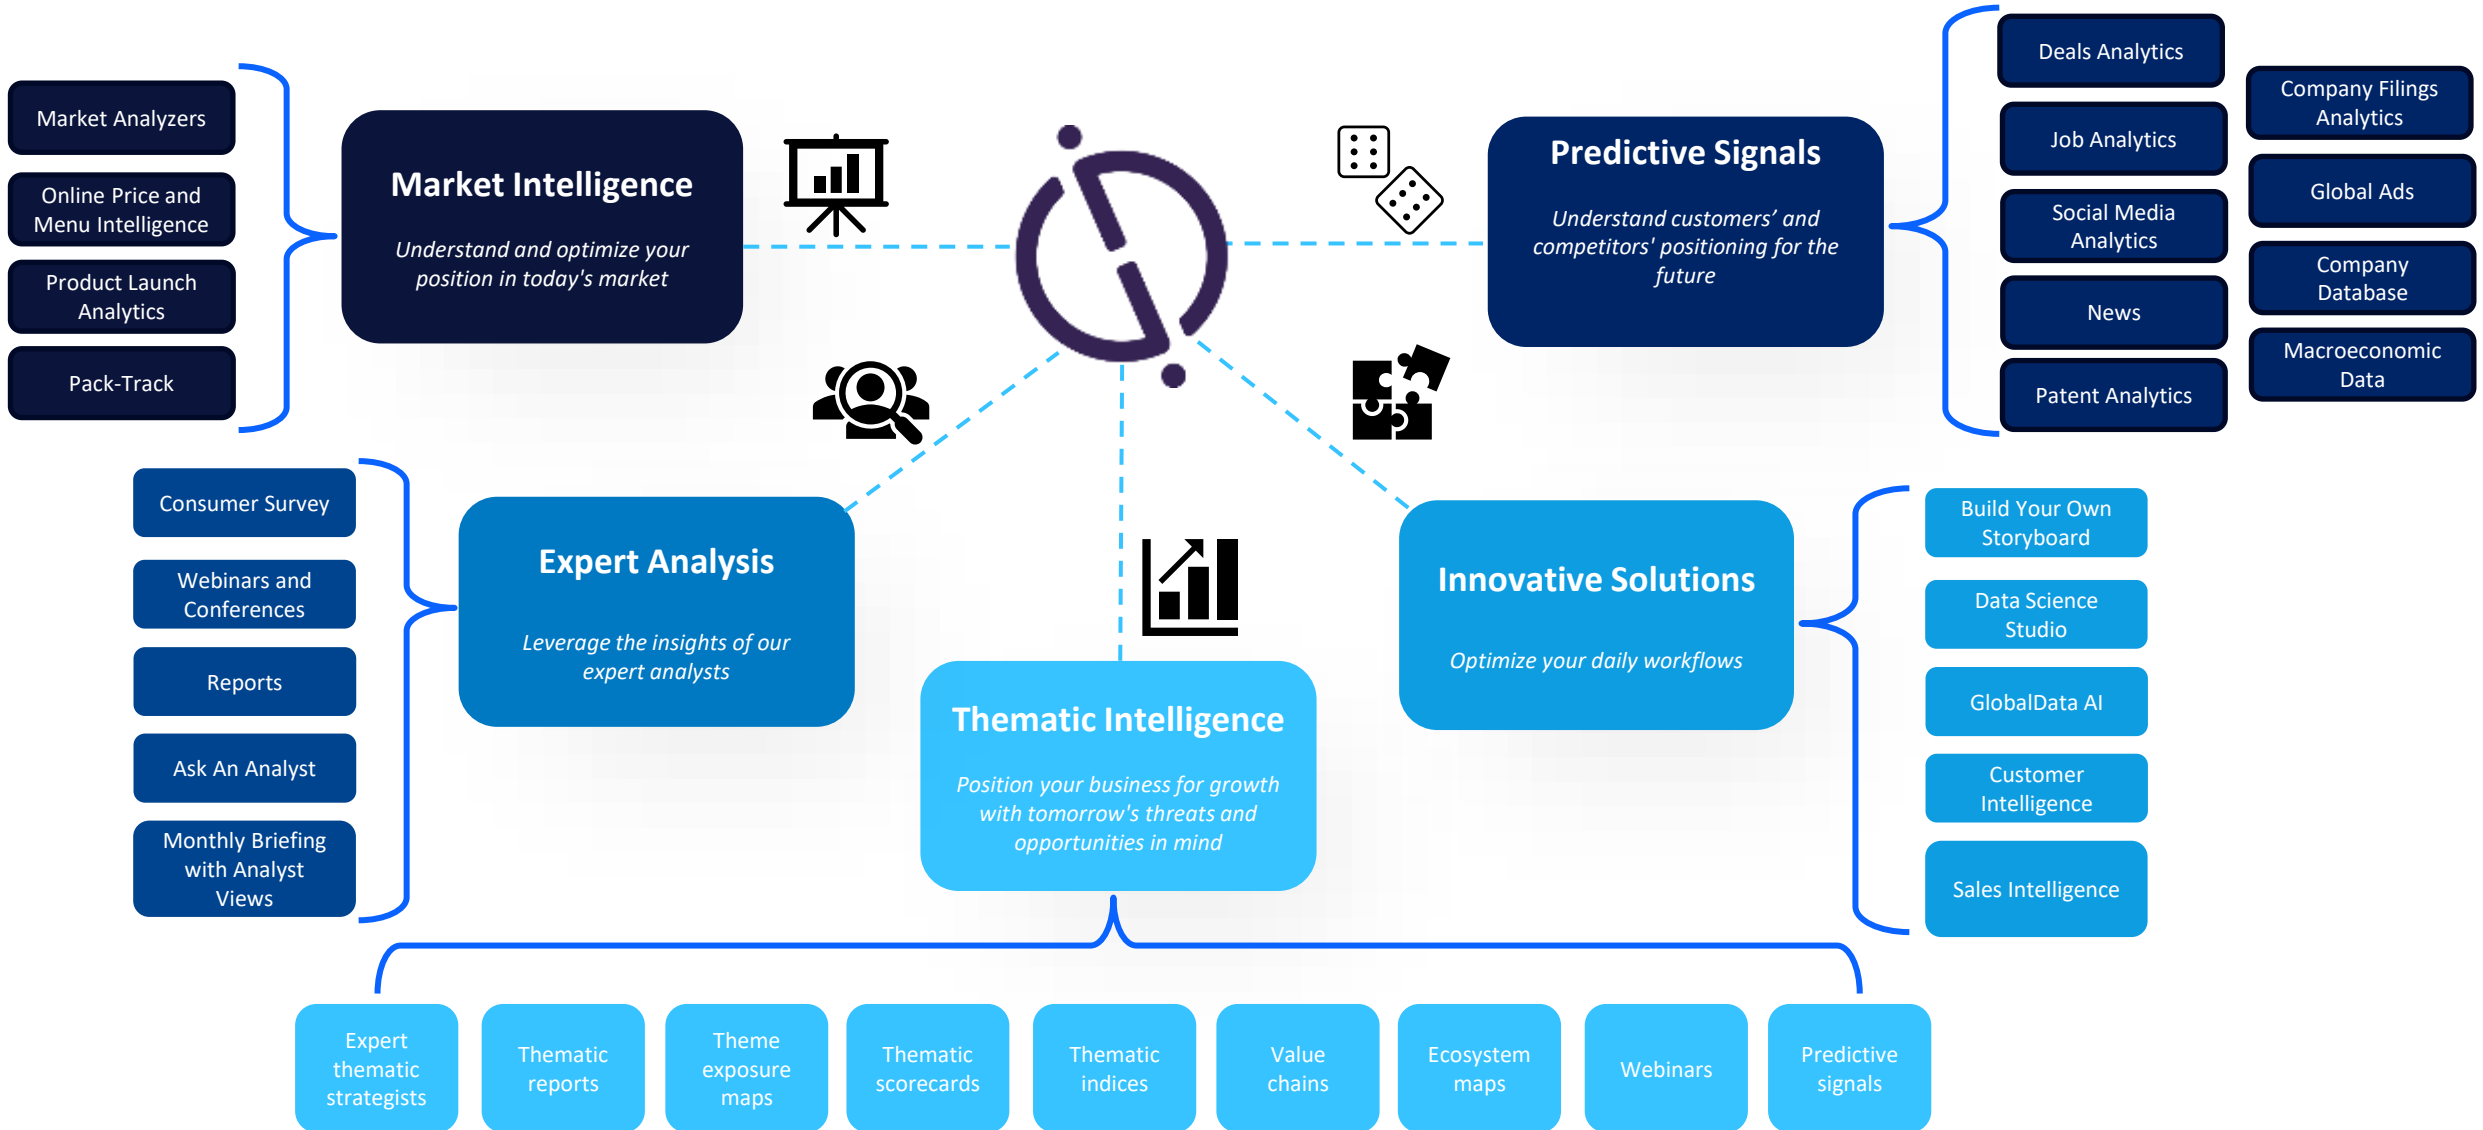 Market Analyzers
Online Price and
Menu Intelligence
Product Launch
Analytics
Pack-Track
Market Intelligence
Understand and optimize your
position in today's market
Predictive Signals
Understand customers’ and
competitors' positioning for the
future
Deals Analytics
Job Analytics
Social Media
Analytics
News
Patent Analytics
Company Filings
Analytics
Global Ads
Company
Database
Macroeconomic
Data
Consumer Survey
Webinars and
Conferences
Reports
Ask An Analyst
Monthly Briefing
with Analyst
Views
Expert Analysis
Leverage the insights of our
expert analysts
Thematic Intelligence
Position your business for growth
with tomorrow's threats and
opportunities in mind
Innovative Solutions
Optimize your daily workflows
Build Your Own
Storyboard
Data Science
Studio
GlobalData AI
Customer
Intelligence
Sales Intelligence
Expert
thematic
strategists
Thematic
reports
Theme
exposure
maps
Thematic
scorecards
Thematic
indices
Value
chains
Ecosystem
maps
Webinars
Predictive
signals